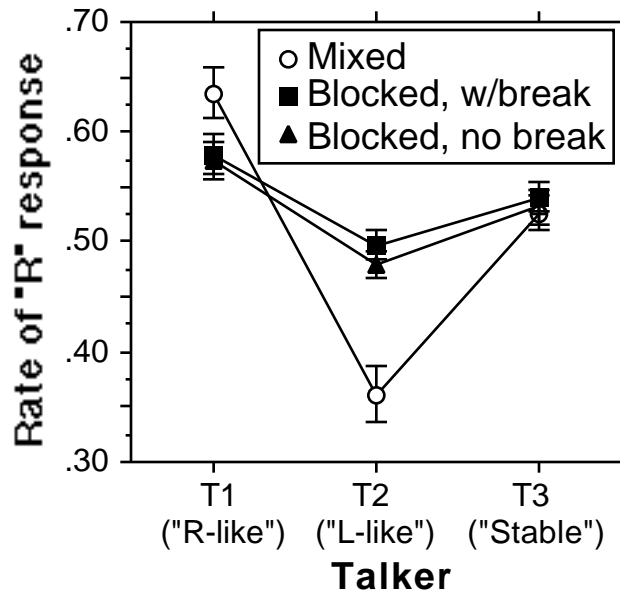 .70
Mixed
Blocked, w/break
Blocked, no break
.60
.50
.40
.30
Rate of "R" response
T1 T2 T3
("R-like") ("L-like") ("Stable")
Talker